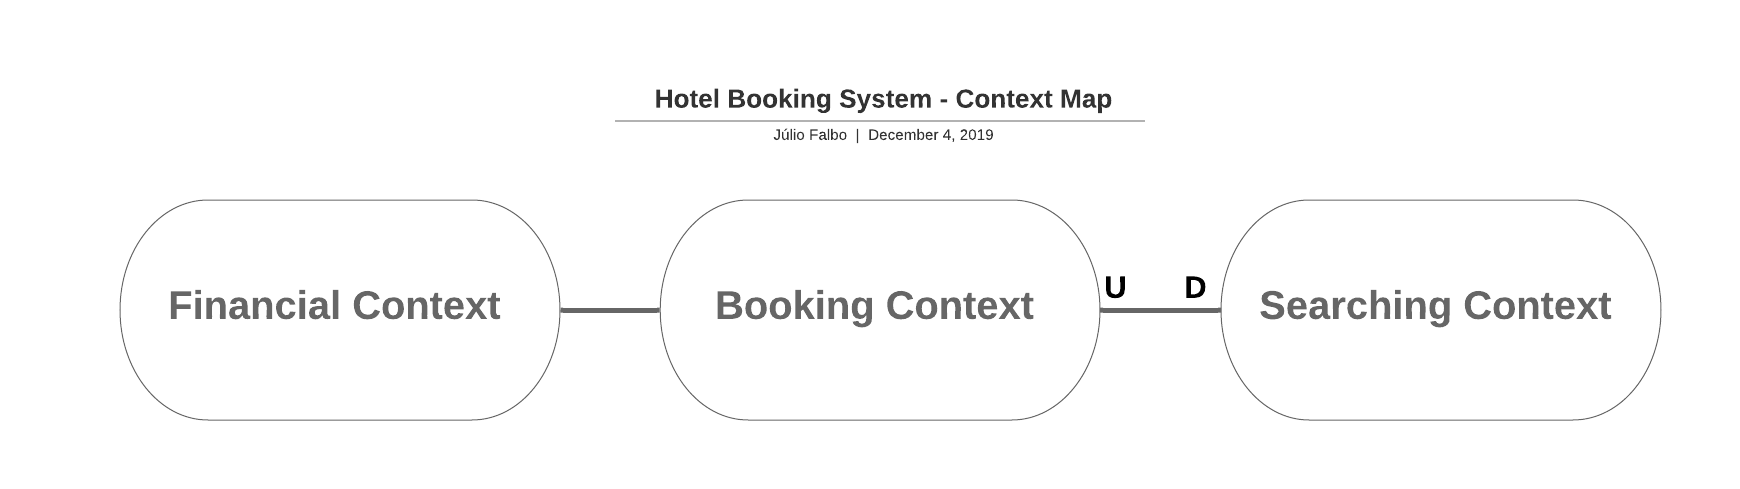 Hotel Booking System - Context Map
Júlio Falbo | December 4, 2019
Financial Context
Booking Context
U D
Searching Context